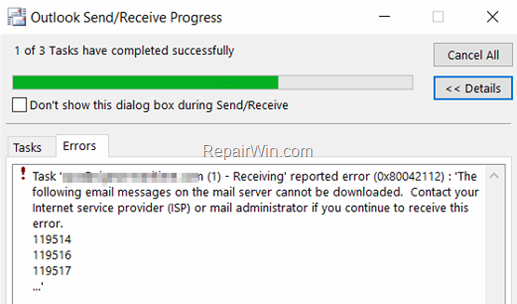 Outlook Send/Receive Progress
1 of 3 Tasks have completed successfully
Cancel All
<< Details
Don't show this dialog box during Send/Receive
Tasks
Errors
RepairWin.com
Task ' m (1) - Receiving' reported error (0x80042112) : 'The
following email messages on the mail server cannot be downloaded.  Contact your
Internet service provider (ISP) or mail administrator if you continue to receive this
error.
119514
119516
119517
...'